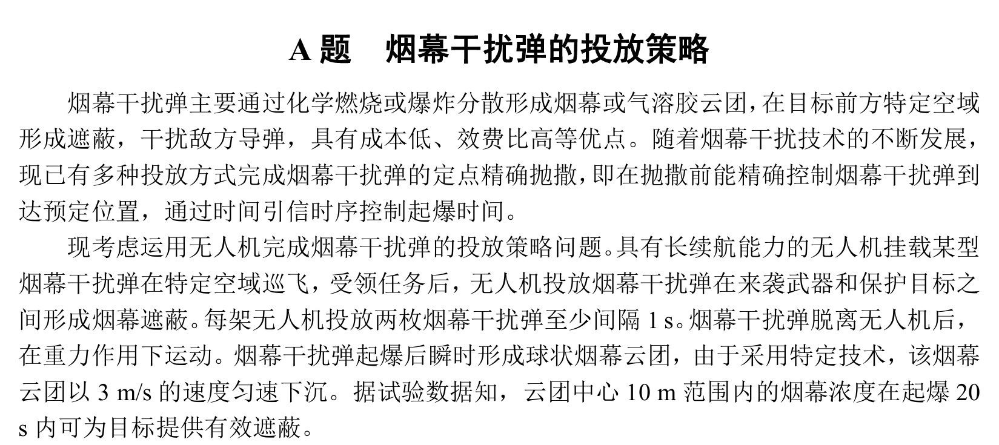 A 题 烟幕干扰弹的投放策略
烟幕干扰弹主要通过化学燃烧或爆炸分散形成烟幕或气溶胶云团，在目标前方特定空域
形成遮蔽，干扰敌方导弹，具有成本低、效费比高等优点。随着烟幕干扰技术的不断发展，
现已有多种投放方式完成烟幕干扰弹的定点精确抛撒，即在抛撒前能精确控制烟幕干扰弹到
达预定位置，通过时间引信时序控制起爆时间。
现考虑运用无人机完成烟幕干扰弹的投放策略问题。具有长续航能力的无人机挂载某型
烟幕干扰弹在特定空域巡飞，受领任务后，无人机投放烟幕干扰弹在来袭武器和保护目标之
间形成烟幕遮蔽。每架无人机投放两枚烟幕干扰弹至少间隔 1 s。烟幕干扰弹脱离无人机后，
在重力作用下运动。烟幕干扰弹起爆后瞬时形成球状烟幕云团，由于采用特定技术，该烟幕
云团以 3 m/s 的速度匀速下沉。据试验数据知，云团中心 10 m 范围内的烟幕浓度在起爆 20
s 内可为目标提供有效遮蔽。